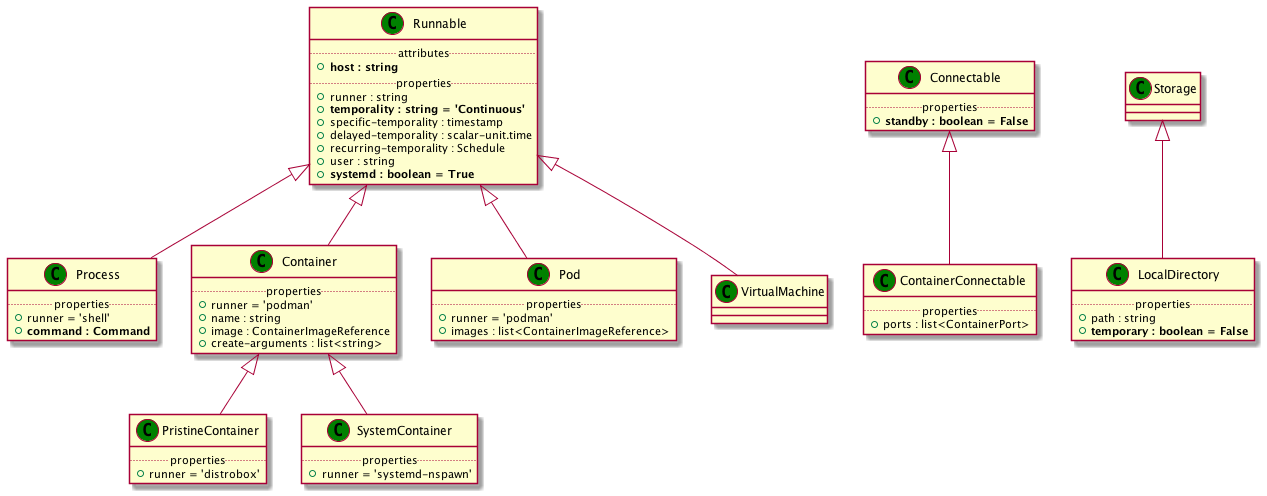 C Runnable
attributes
host : string
properties
runner : string
temporality : string = 'Continuous'
specific-temporality : timestamp
delayed-temporality : scalar-unit.time
recurring-temporality : Schedule
user : string
systemd : boolean = True
C Connectable
properties
standby : boolean = False
C Storage
C Process
properties
runner = 'shell'
command : Command
C Container
properties
runner = 'podman'
name : string
image : ContainerImageReference
create-arguments : list<string>
C Pod
properties
runner = 'podman'
images : list<ContainerImageReference>
C VirtualMachine
C ContainerConnectable
properties
ports : list<ContainerPort>
C LocalDirectory
properties
path : string
temporary : boolean = False
C PristineContainer
properties
runner = 'distrobox'
C SystemContainer
properties
runner = 'systemd-nspawn'